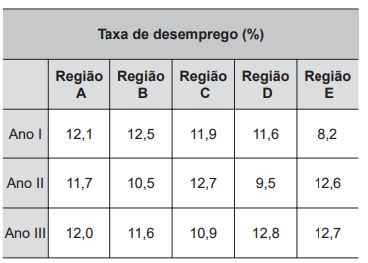 Taxa de desemprego (%)
Região A Região B Região C Região D Região E
Ano I 12,1 12,5 11,9 11,6 8,2
Ano II 11,7 10,5 12,7 9,5 12,6
Ano III 12,0 11,6 10,9 12,8 12,7